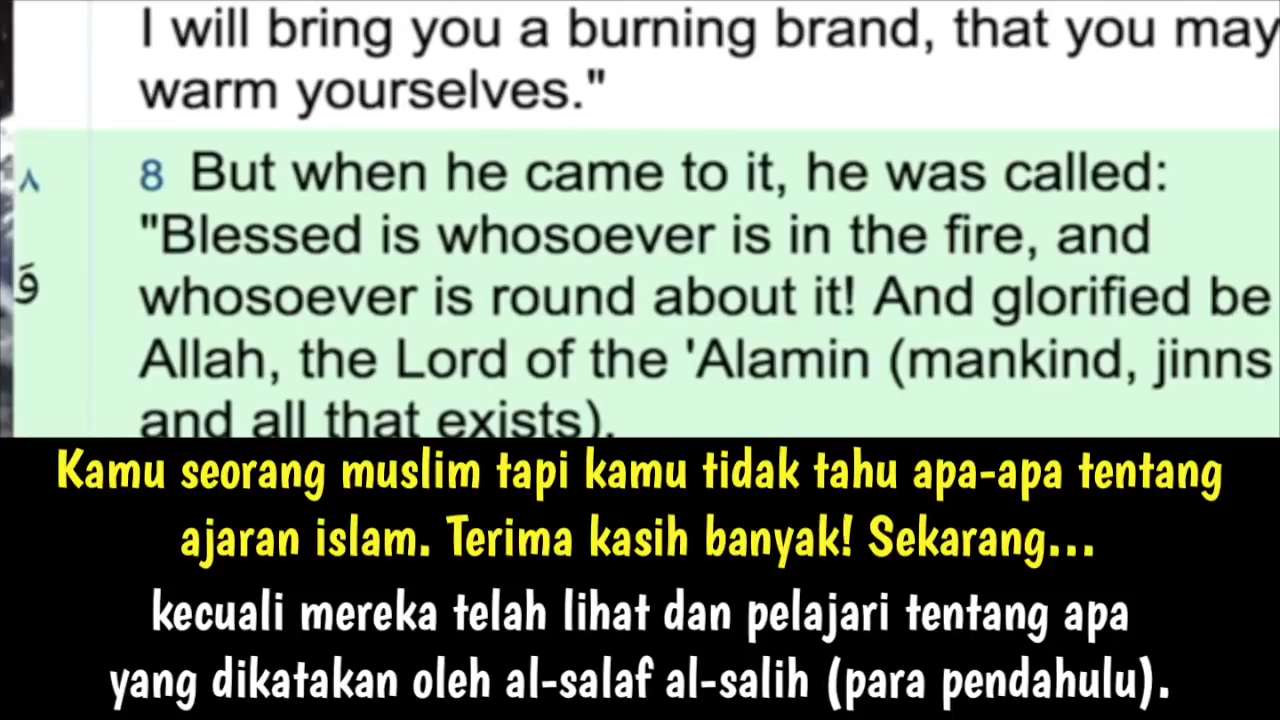 I will bring you a burning brand, that you may
warm yourselves."
٨
8 But when he came to it, he was called:
"Blessed is whosoever is in the fire, and
whosoever is round about it! And glorified be
Allah, the Lord of the 'Alamin (mankind, jinns
and all that exists).
Kamu seorang muslim tapi kamu tidak tahu apa-apa tentang
ajaran islam. Terima kasih banyak! Sekarang...
kecuali mereka telah lihat dan pelajari tentang apa
yang dikatakan oleh al-salaf al-salih (para pendahulu).